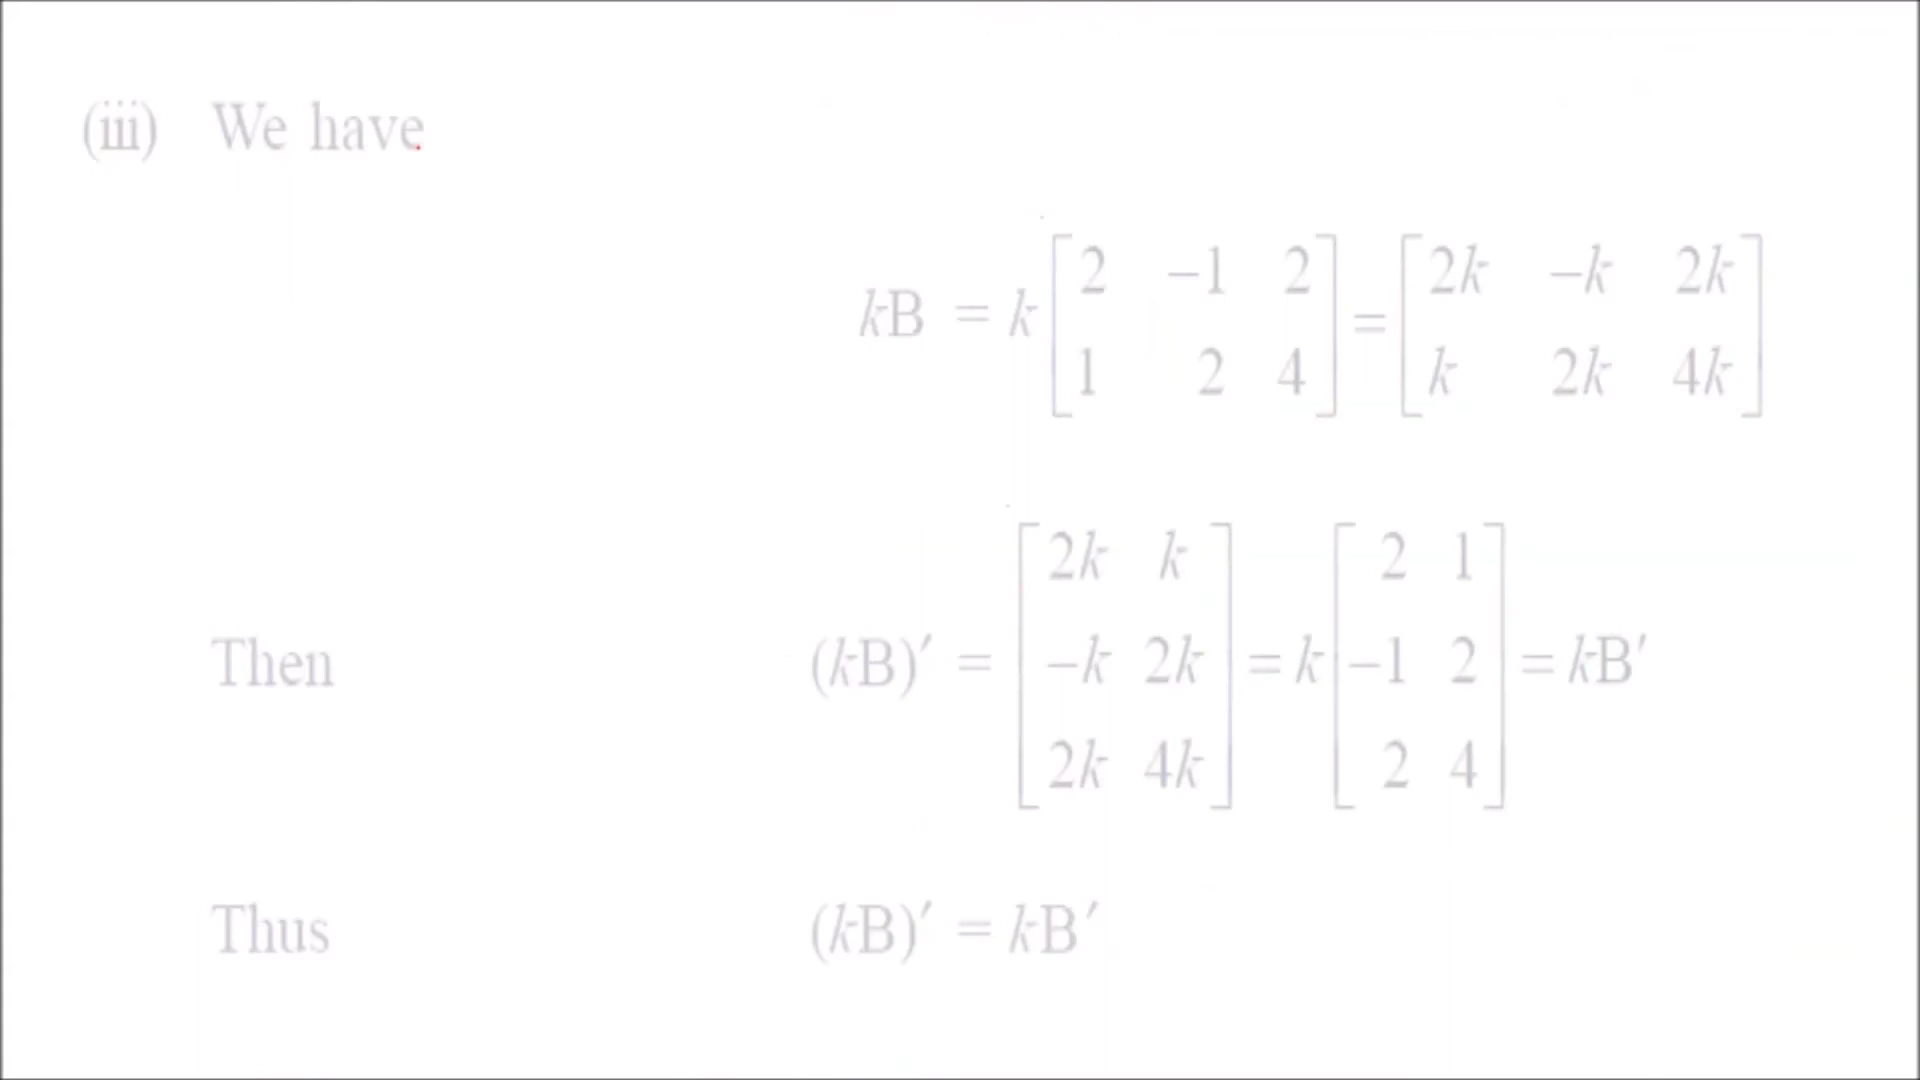 (iii) We have
kB = k [2 –1 2; 1 2 4] = [2k –k 2k; k 2k 4k]
Then (kB)′ = [2k k; –k 2k; 2k 4k] = k [2 1; –1 2; 2 4] = kB′
Thus (kB)′ = kB′